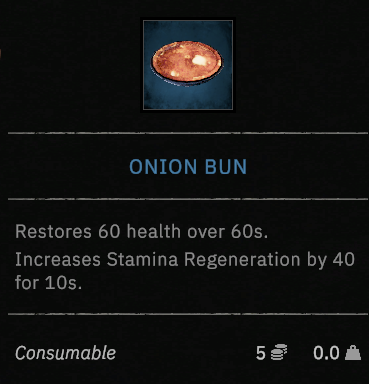 ONION BUN
Restores 60 health over 60s.
Increases Stamina Regeneration by 40
for 10s.
Consumable 5 0.0